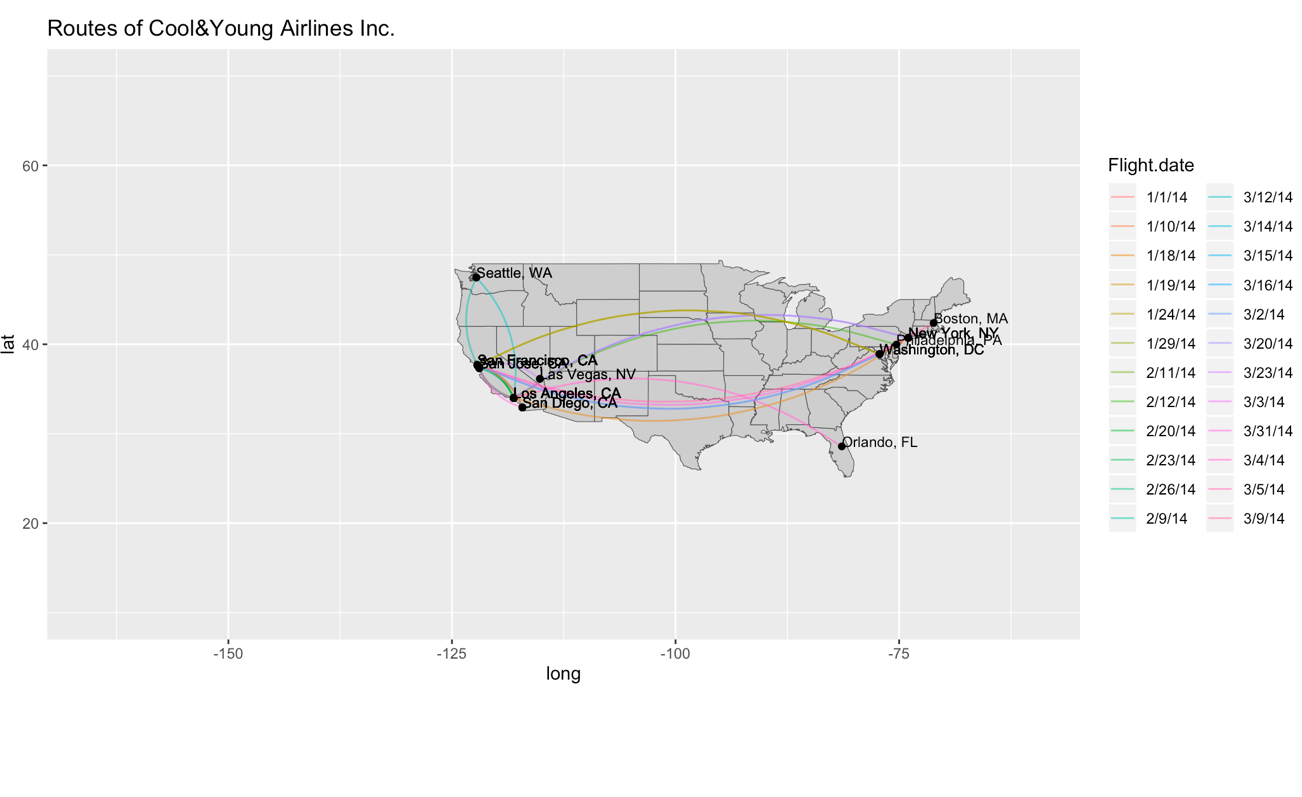 Routes of Cool&Young Airlines Inc.
60
40
20
lat
-150
-125
-100
-75
long
Seattle, WA
Boston, MA
New York, NY
Philadelphia, PA
Washington, DC
San Francisco, CA
San Jose, CA
Las Vegas, NV
Los Angeles, CA
San Diego, CA
Orlando, FL
Flight.date
1/1/14
1/10/14
1/18/14
1/19/14
1/24/14
1/29/14
2/11/14
2/12/14
2/20/14
2/23/14
2/26/14
2/9/14
3/12/14
3/14/14
3/15/14
3/16/14
3/2/14
3/20/14
3/23/14
3/3/14
3/31/14
3/4/14
3/5/14
3/9/14